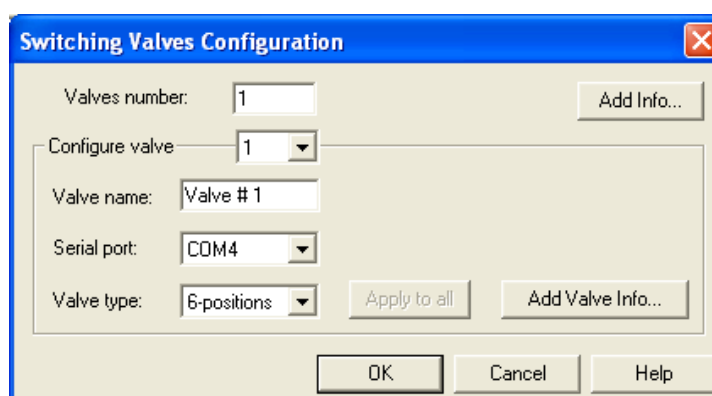 Switching Valves Configuration
Valves number: 1 Add Info...
Configure valve 1
Valve name: Valve # 1
Serial port: COM4
Valve type: 6-positions Apply to all Add Valve Info...
OK Cancel Help